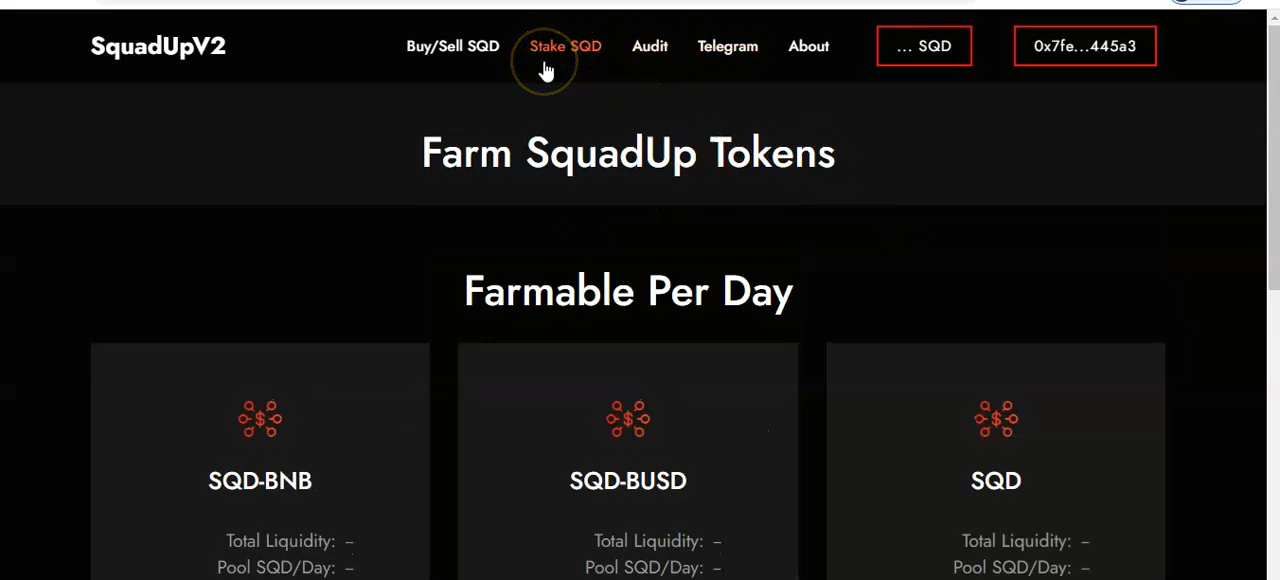 SquadUpV2 Buy/Sell SQD Stake SQD Audit Telegram About ... SQD 0x7fe...445a3
Farm SquadUp Tokens
Farmable Per Day
SQD-BNB SQD-BUSD SQD
Total Liquidity: – Total Liquidity: – Total Liquidity: –
Pool SQD/Day: – Pool SQD/Day: – Pool SQD/Day: –